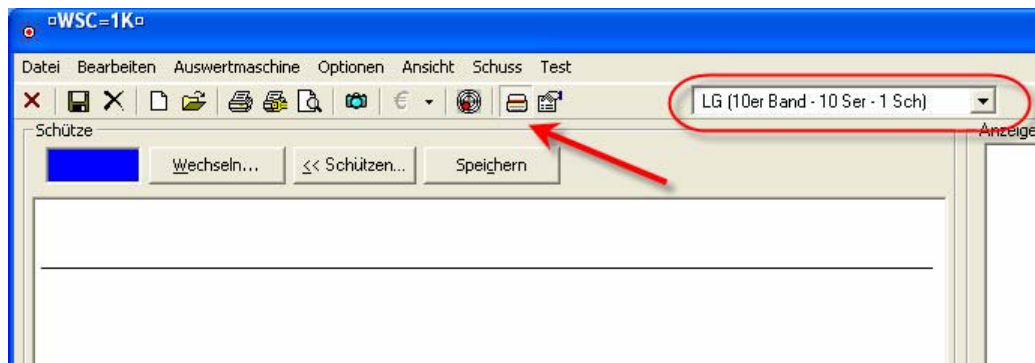 ¤WSC=1K¤
Datei Bearbeiten Auswertmaschine Optionen Ansicht Schuss Test
€ LG (10er Band - 10 Ser - 1 Sch)
Schütze Anzeige
Wechseln... << Schützen... Speichern